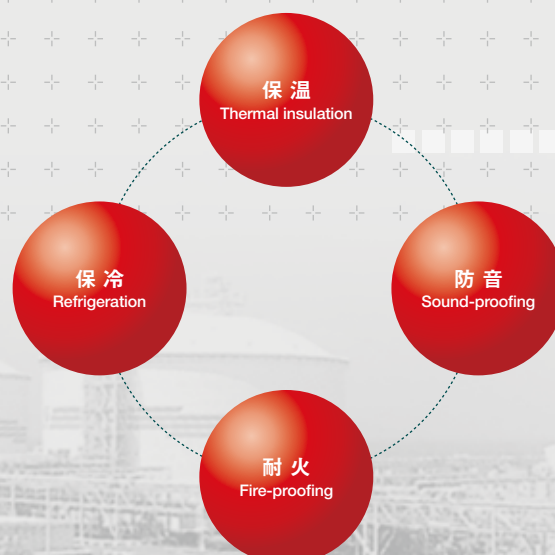 保温
Thermal insulation
保冷
Refrigeration
防音
Sound-proofing
耐火
Fire-proofing